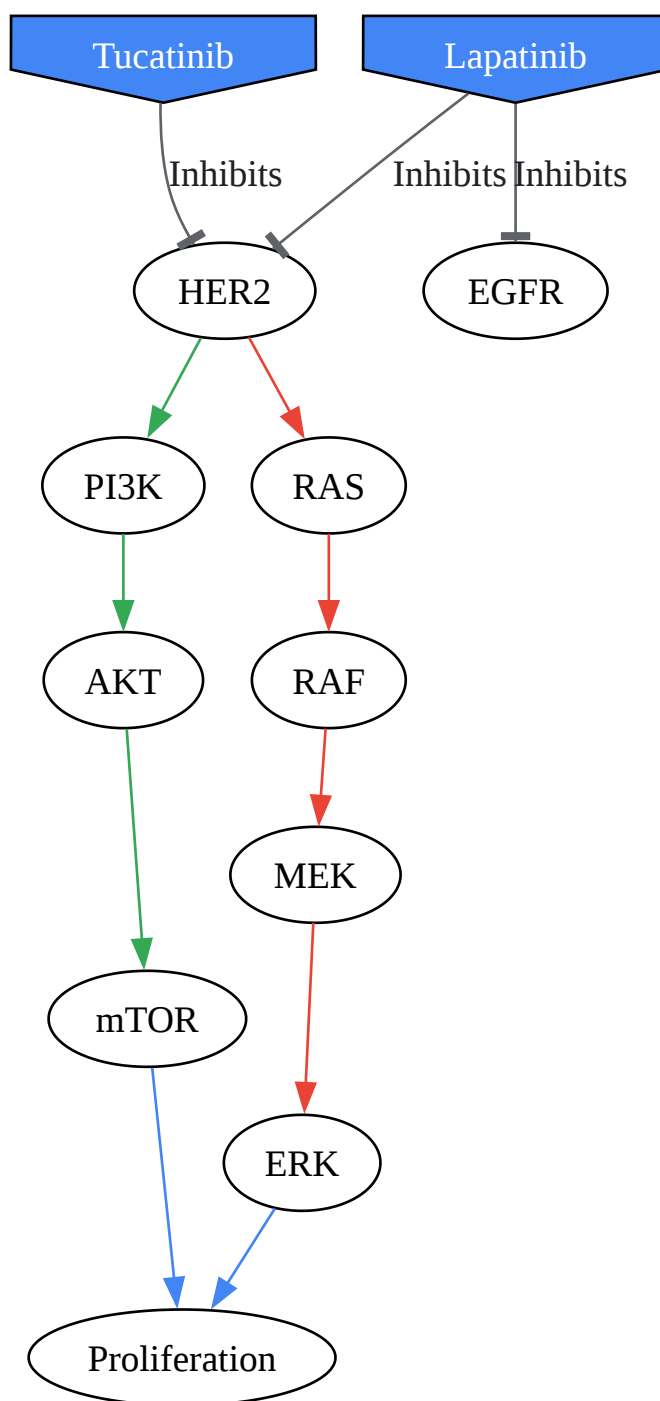 Tucatinib
Lapatinib
Inhibits
Inhibits
Inhibits
HER2
EGFR
PI3K
RAS
AKT
RAF
MEK
mTOR
ERK
Proliferation